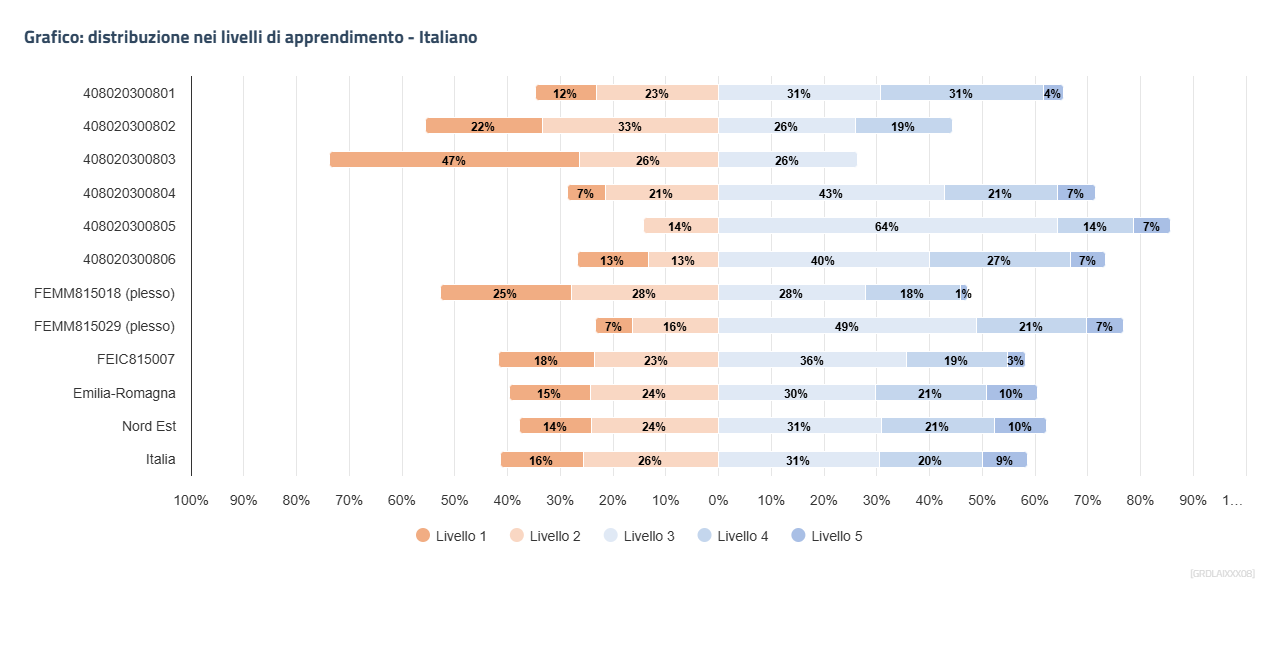 Grafico: distribuzione nei livelli di apprendimento - Italiano
408020300801 12% 23% 31% 31% 4%
408020300802 22% 33% 26% 19%
408020300803 47% 26% 26%
408020300804 7% 21% 43% 21% 7%
408020300805 14% 64% 14% 7%
408020300806 13% 13% 40% 27% 7%
FEMM815018 (plesso) 25% 28% 28% 18% 1%
FEMM815029 (plesso) 7% 16% 49% 21% 7%
FEIC815007 18% 23% 36% 19% 3%
Emilia-Romagna 15% 24% 30% 21% 10%
Nord Est 14% 24% 31% 21% 10%
Italia 16% 26% 31% 20% 9%
100% 90% 80% 70% 60% 50% 40% 30% 20% 10% 0% 10% 20% 30% 40% 50% 60% 70% 80% 90% 1…
Livello 1 Livello 2 Livello 3 Livello 4 Livello 5